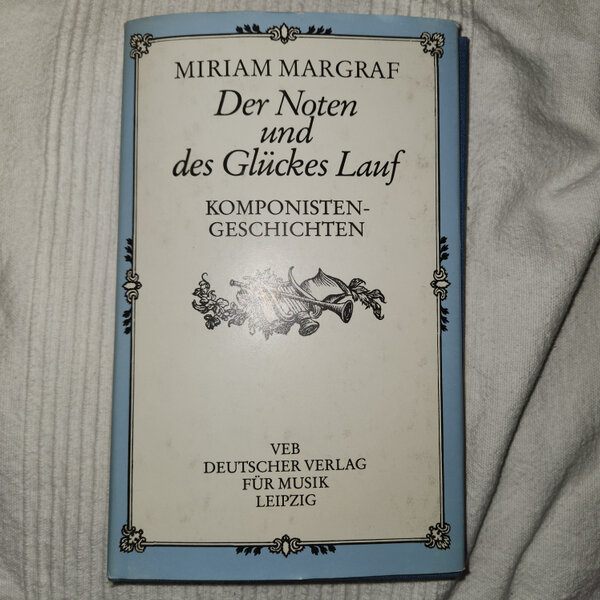 MIRIAM MARGRAF
Der Noten
und
des Glückes Lauf
KOMPONISTEN-
GESCHICHTEN
VEB
DEUTSCHER VERLAG
FÜR MUSIK
LEIPZIG